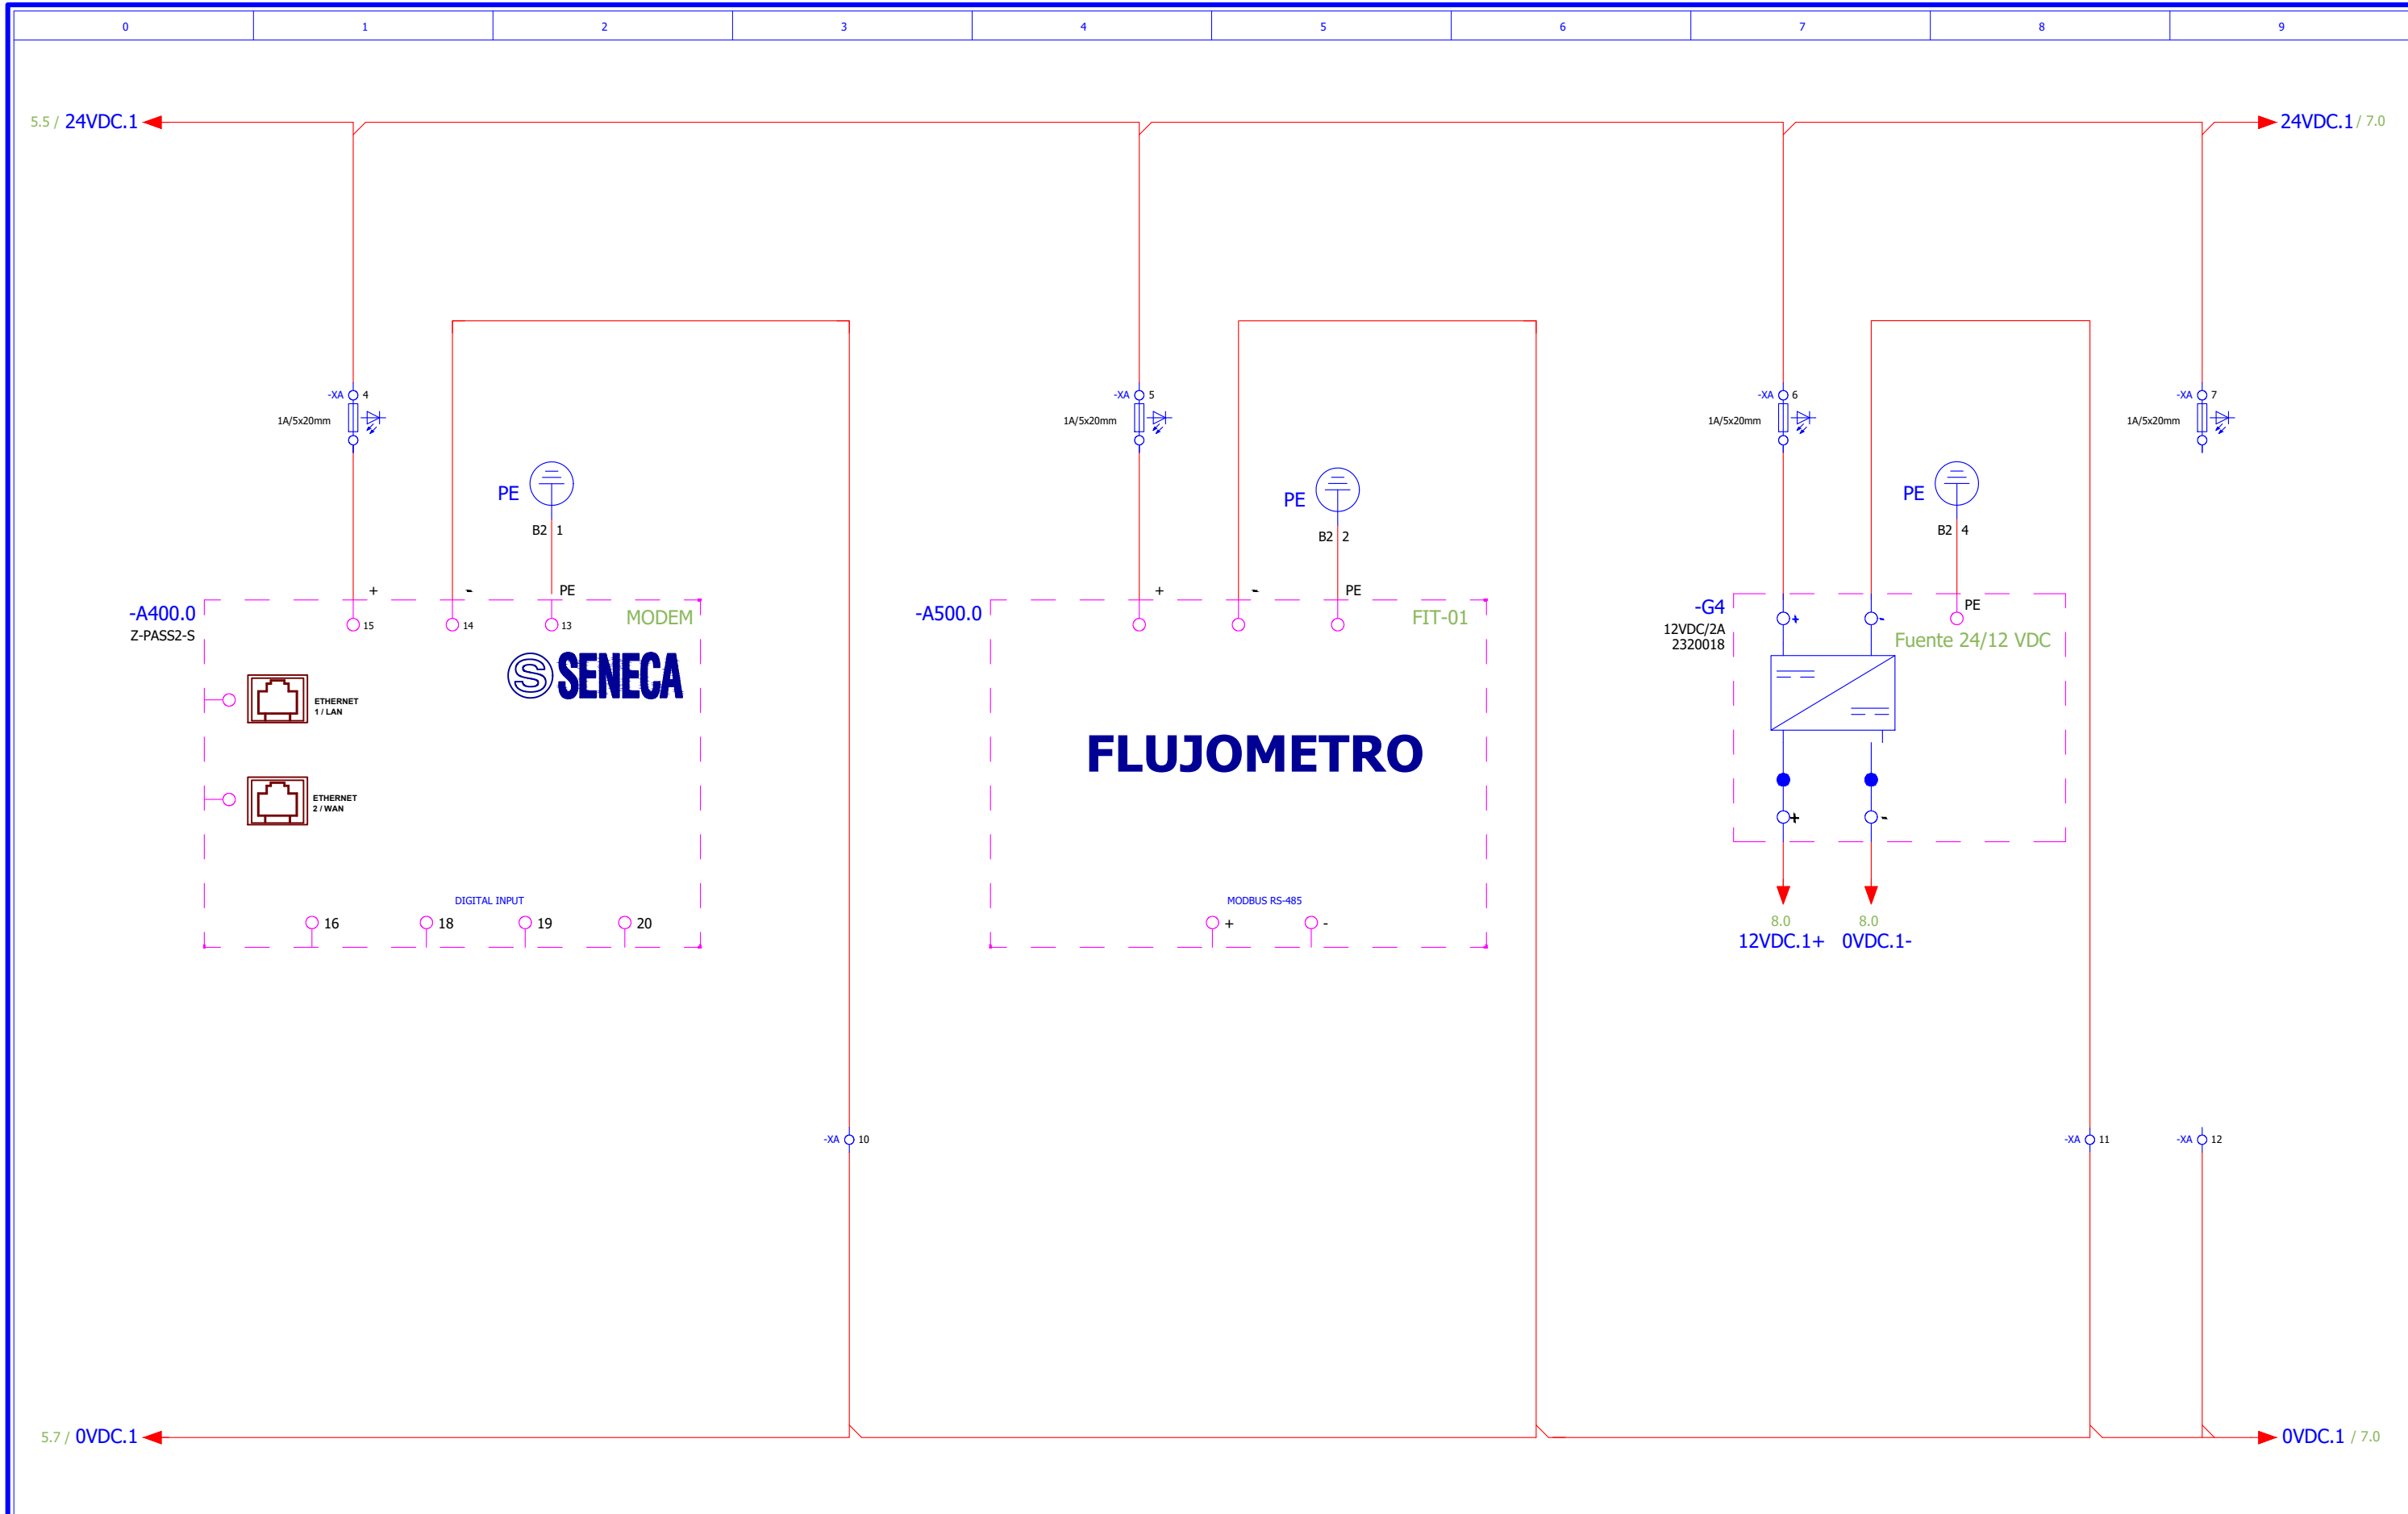 0 1 2 3 4 5 6 7 8 9
5.5 / 24VDC.1
24VDC.1 / 7.0
-XA 4
1A/5x20mm
-XA 5
1A/5x20mm
-XA 6
1A/5x20mm
-XA 7
1A/5x20mm
PE
B2 1
PE
B2 2
PE
B2 4
-A400.0
Z-PASS2-S
+ - PE
15 14 13
MODEM
SENECA
ETHERNET
1 / LAN
ETHERNET
2 / WAN
DIGITAL INPUT
16 18 19 20
-A500.0
+ - PE
FIT-01
FLUJOMETRO
MODBUS RS-485
+ -
-G4
12VDC/2A
2320018
+ - PE
Fuente 24/12 VDC
+ -
8.0 8.0
12VDC.1+ 0VDC.1-
-XA 10
-XA 11
-XA 12
5.7 / 0VDC.1
0VDC.1 / 7.0